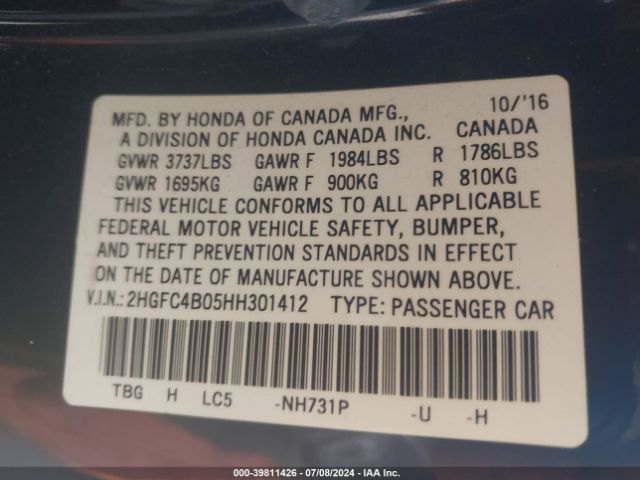 MFD. BY HONDA OF CANADA MFG., 10/'16
A DIVISION OF HONDA CANADA INC. CANADA
GVWR 3737LBS GAWR F 1984LBS R 1786LBS
GVWR 1695KG GAWR F 900KG R 810KG
THIS VEHICLE CONFORMS TO ALL APPLICABLE
FEDERAL MOTOR VEHICLE SAFETY, BUMPER,
AND THEFT PREVENTION STANDARDS IN EFFECT
ON THE DATE OF MANUFACTURE SHOWN ABOVE.
V.I.N.: 2HGFC4B05HH301412 TYPE: PASSENGER CAR
TBG H LC5 -NH731P -U -H
000-39811426 - 07/08/2024 - IAA Inc.